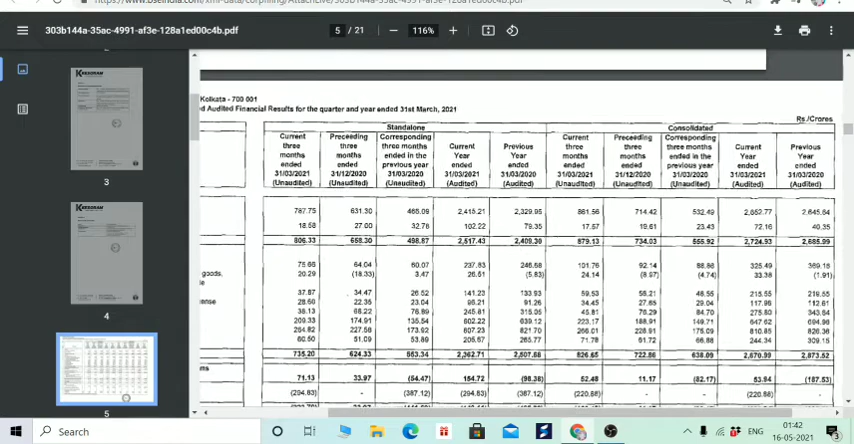 https://www.bseindia.com/xml-data/corpfiling/AttachLive/303b144a-35ac-4991-af3e-128a1ed00c4b.pdf
303b144a-35ac-4991-af3e-128a1ed00c4b.pdf 5 / 21 116%
KESORAM
3
KESORAM
4
5
Kolkata - 700 001
d Audited Financial Results for the quarter and year ended 31st March, 2021
Rs./Crores
Standalone Consolidated
Current Preceeding Corresponding Current Previous Current Preceeding Corresponding Current Previous
three three three months Year Year three three three months Year Year
months months ended in the ended ended months months ended in the ended ended
ended ended previous year ended ended previous year
31/03/2021 31/12/2020 31/03/2020 31/03/2021 31/03/2020 31/03/2021 31/12/2020 31/03/2020 31/03/2021 31/03/2020
(Unaudited) (Unaudited) (Unaudited) (Audited) (Audited) (Unaudited) (Unaudited) (Unaudited) (Audited) (Audited)
787.75 631.30 2,415.21 2,329.95 861.56 714.42 532.49 2,652.77 2,645.64
18.58 27.00 32.78 102.22 79.35 17.57 19.61 23.43 72.16 40.35
806.33 658.30 498.87 2,517.43 2,409.30 879.13 734.03 555.92 2,724.93 2,685.99
75.66 64.04 60.07 237.83 246.68 101.76 92.14 88.86 325.49 369.18
goods, 20.29 (18.33) 3.47 26.51 (5.83) 24.14 (8.97) (4.74) 33.38 (1.91)
37.87 34.47 26.52 141.23 133.93 59.53 55.21 46.55 215.55 219.55
ense 28.60 22.35 23.04 91.26 34.45 27.65 29.04 117.96 112.61
38.13 68.22 76.89 245.81 315.05 45.81 76.29 84.70 275.80 343.64
209.33 174.91 135.54 602.22 639.12 223.17 188.91 149.71 647.62 694.98
264.82 227.58 173.92 807.23 821.70 266.01 228.91 175.09 810.85 826.36
60.50 51.09 53.89 205.67 265.77 71.78 61.72 66.88 244.34 309.15
735.20 624.33 553.34 2,362.71 2,507.68 826.65 722.86 638.09 2,670.99 2,873.52
71.13 33.97 (54.47) 154.72 (98.38) 52.48 11.17 (82.17) 53.94 (187.53)
(294.83) - (387.12) (294.83) (387.12) (220.88) - - (220.88) -
Search
ENG
01:42
16-05-2021
3